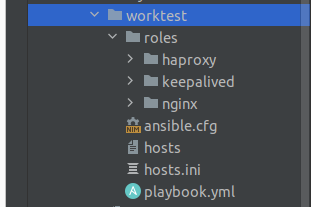 worktest
roles
haproxy
keepalived
nginx
ansible.cfg
hosts
hosts.ini
playbook.yml